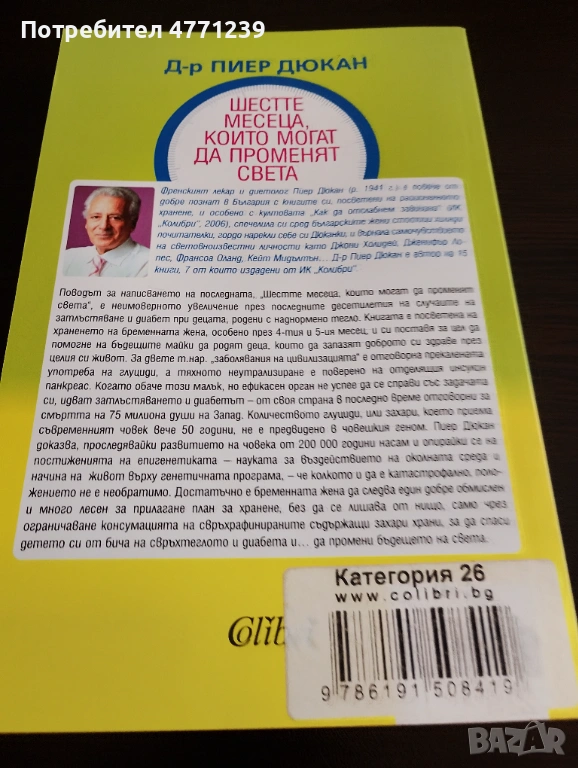 Потребител 4771239
Д-р ПИЕР ДЮКАН
ШЕСТТЕ
МЕСЕЦА,
КОИТО МОГАТ
ДА ПРОМЕНЯТ
СВЕТА
Френският лекар и диетолог Пиер Дюкан (р. 1941 г.) е повече от
добре познат в България с книгите си, посветени на рационалното
хранене, и особено с култовата „Как да отслабнем завинаги" (ИК
„Колибри", 2006), спечелила си сред българските жени стотици хиляди
почитателки, гордо нарекли себе си Дюканки, и върнала самочувствието
на световноизвестни личности като Джони Холидей, Дженифър Ло-
пес, Франсоа Оланд, Кейт Мидълтън... Д-р Пиер Дюкан е автор на 15
книги, 7 от които издадени от ИК „Колибри".
Поводът за написването на последната, „Шестте месеца, които могат да променят
света", е неимоверното увеличение през последните десетилетия на случаите на
затлъстяване и диабет при децата, родени с наднормено тегло. Книгата е посветена на
храненето на бременната жена, особено през 4-тия и 5-ия месец, и си поставя за цел да
помогне на бъдещите майки да родят деца, които да запазят доброто си здраве през
целия си живот. За двете т.нар. „заболявания на цивилизацията" е отговорна прекалената
употреба на глуциди, а тяхното неутрализиране е поверено на отделящия инсулин
панкреас. Когато обаче този малък, но ефикасен орган не успее да се справи със задачата
си, идват затлъстяването и диабетът – от своя страна в последно време отговорни за
смъртта на 75 милиона души на Запад. Количеството глуциди, или захари, което приема
съвременният човек вече 50 години, не е предвидено в човешкия геном. Пиер Дюкан
доказва, проследявайки развитието на човека от 200 000 години насам и опирайки се на
постиженията на епигенетиката – науката за въздействието на околната среда и
начина на живот върху генетичната програма, – че колкото и да е катастрофално, поло-
жението не е необратимо. Достатъчно е бременната жена да следва един добре обмислен
и много лесен за прилагане план за хранене, без да се лишава от нищо, само чрез
ограничаване консумацията на свръхрафинираните съдържащи захари храни, за да спаси
детето си от бича на свръхтеглото и диабета и... да промени бъдещето на света.
Категория 26
www.colibri.bg
Colib
9 786191 508419
BAZAR